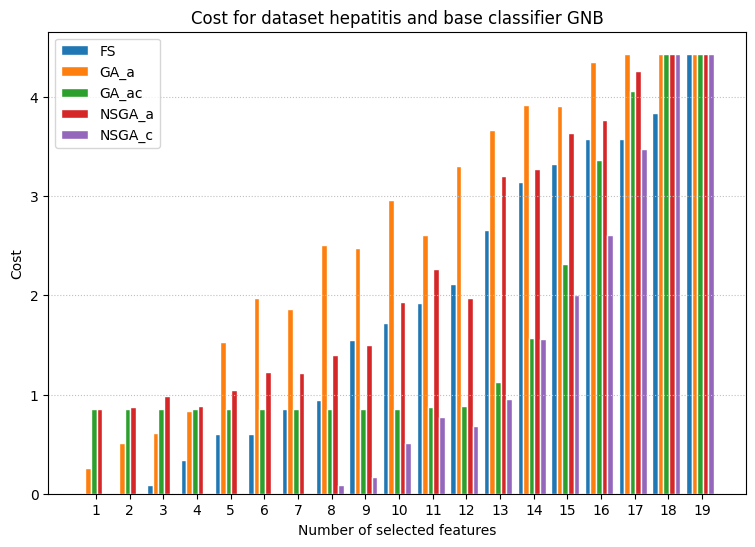 Cost for dataset hepatitis and base classifier GNB
FS
GA_a
GA_ac
NSGA_a
NSGA_c
Cost
4
3
2
1
0
1 2 3 4 5 6 7 8 9 10 11 12 13 14 15 16 17 18 19
Number of selected features